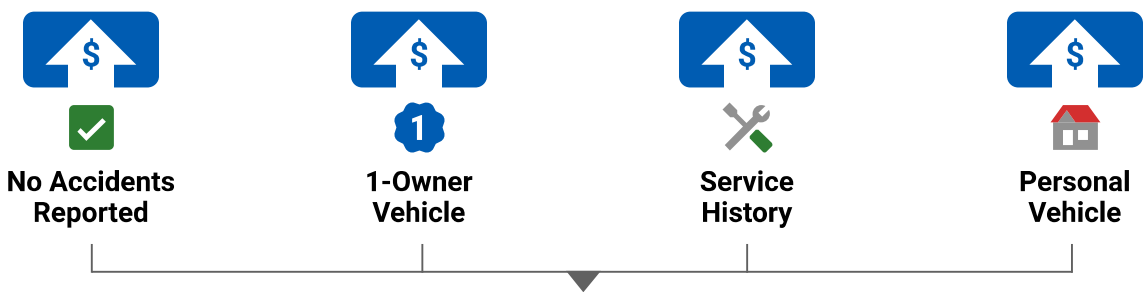 $
$
$
$
1
No Accidents
Reported
1-Owner
Vehicle
Service
History
Personal
Vehicle